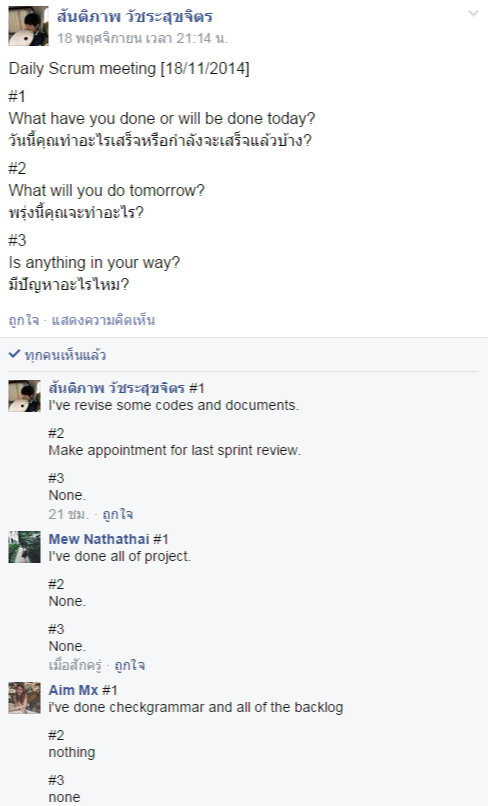 สันติภาพ วัชระสุขจิตร
18 พฤศจิกายน เวลา 21:14 น.
Daily Scrum meeting [18/11/2014]
#1
What have you done or will be done today?
วันนี้คุณทำอะไรเสร็จหรือกำลังจะเสร็จแล้วบ้าง?
#2
What will you do tomorrow?
พรุ่งนี้คุณจะทำอะไร?
#3
Is anything in your way?
มีปัญหาอะไรไหม?
ถูกใจ · แสดงความคิดเห็น
ทุกคนเห็นแล้ว
สันติภาพ วัชระสุขจิตร #1
I've revise some codes and documents.
#2
Make appointment for last sprint review.
#3
None.
21 ชม. · ถูกใจ
Mew Nathathai #1
I've done all of project.
#2
None.
#3
None.
เมื่อสักครู่ · ถูกใจ
Aim Mx #1
i've done checkgrammar and all of the backlog
#2
nothing
#3
none